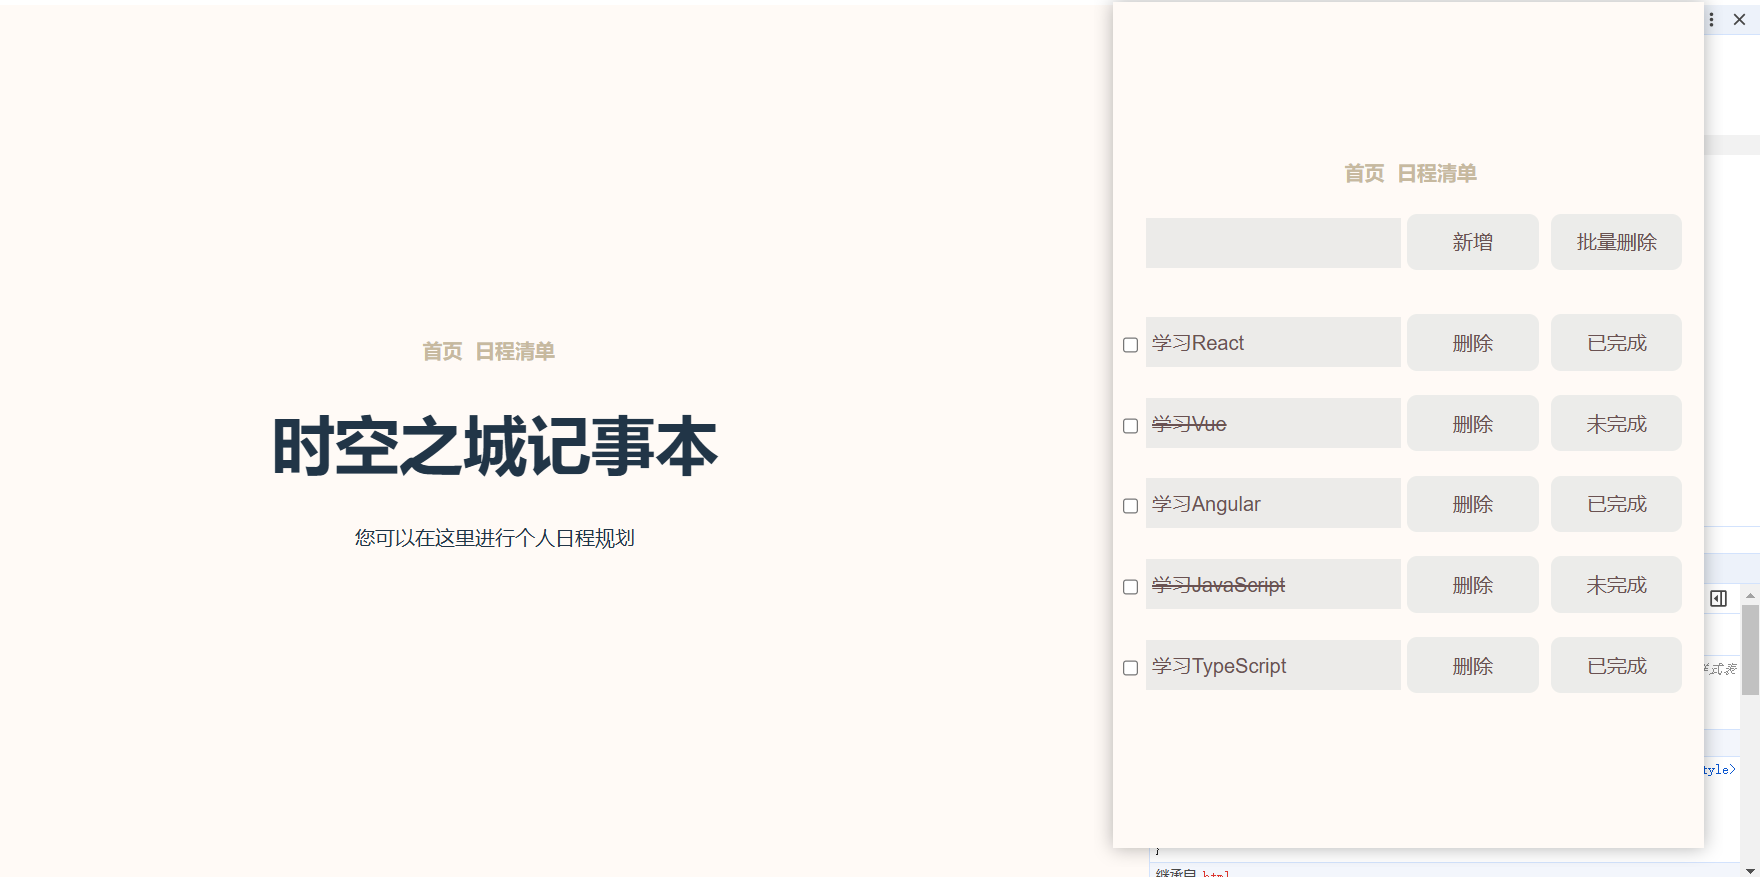 首页 日程清单
时空之城记事本
您可以在这里进行个人日程规划
首页 日程清单
新增 批量删除
学习React 删除 已完成
学习Vue 删除 未完成
学习Angular 删除 已完成
学习JavaScript 删除 未完成
学习TypeScript 删除 已完成
样式表
tyle>
}
继承自 html